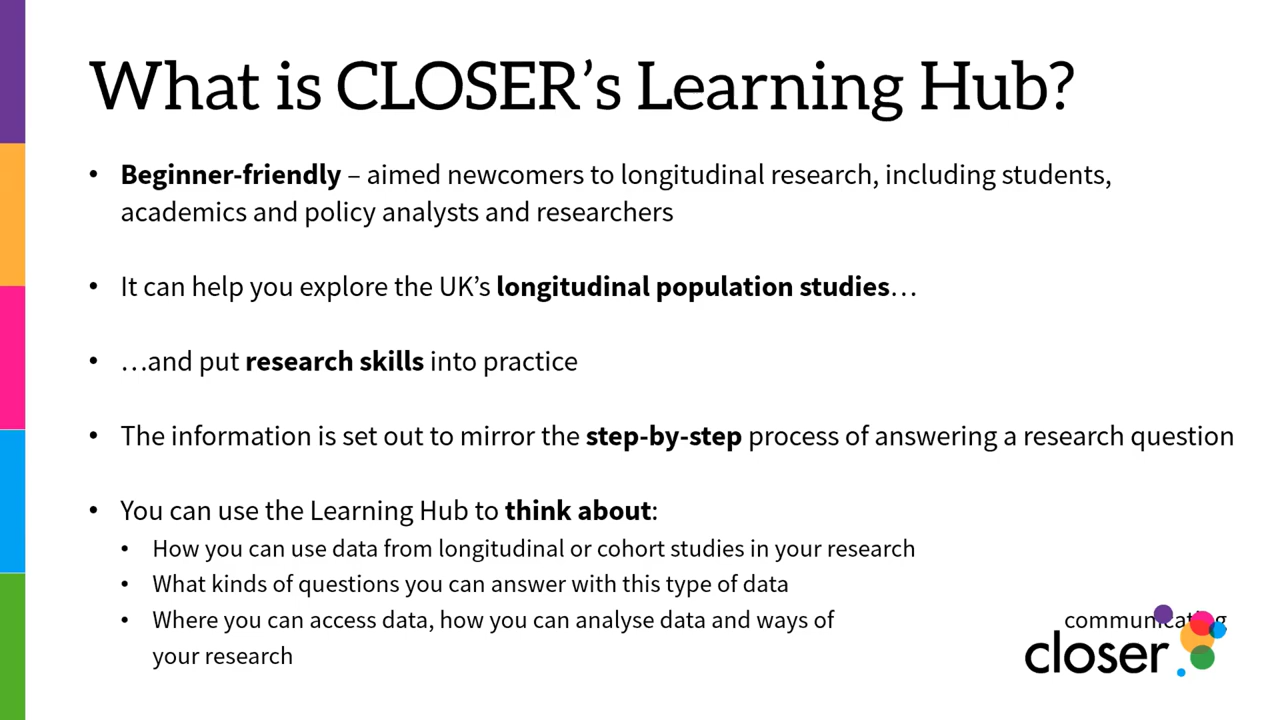 What is CLOSER’s Learning Hub?
• Beginner-friendly – aimed newcomers to longitudinal research, including students,
academics and policy analysts and researchers
• It can help you explore the UK’s longitudinal population studies…
• …and put research skills into practice
• The information is set out to mirror the step-by-step process of answering a research question
• You can use the Learning Hub to think about:
• How you can use data from longitudinal or cohort studies in your research
• What kinds of questions you can answer with this type of data
• Where you can access data, how you can analyse data and ways of communicating
your research
closer